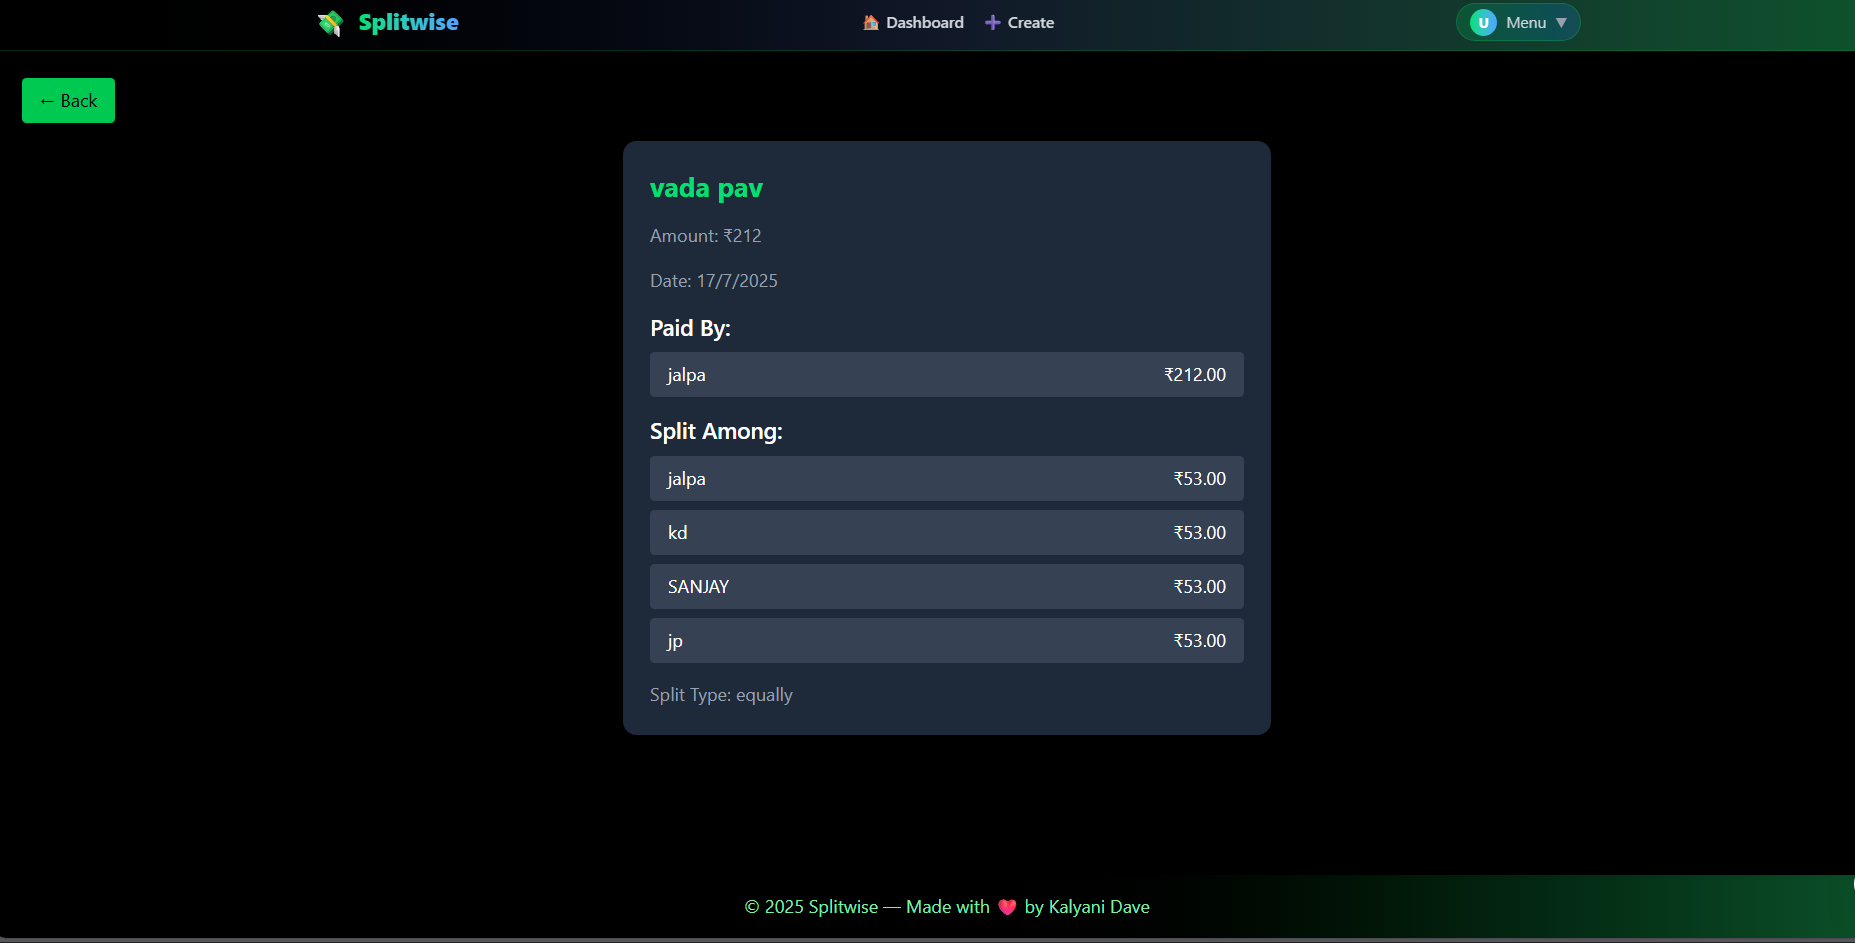 Splitwise
Dashboard
Create
U Menu ▼
← Back
vada pav
Amount: ₹212
Date: 17/7/2025
Paid By:
jalpa ₹212.00
Split Among:
jalpa ₹53.00
kd ₹53.00
SANJAY ₹53.00
jp ₹53.00
Split Type: equally
© 2025 Splitwise — Made with ❤️ by Kalyani Dave